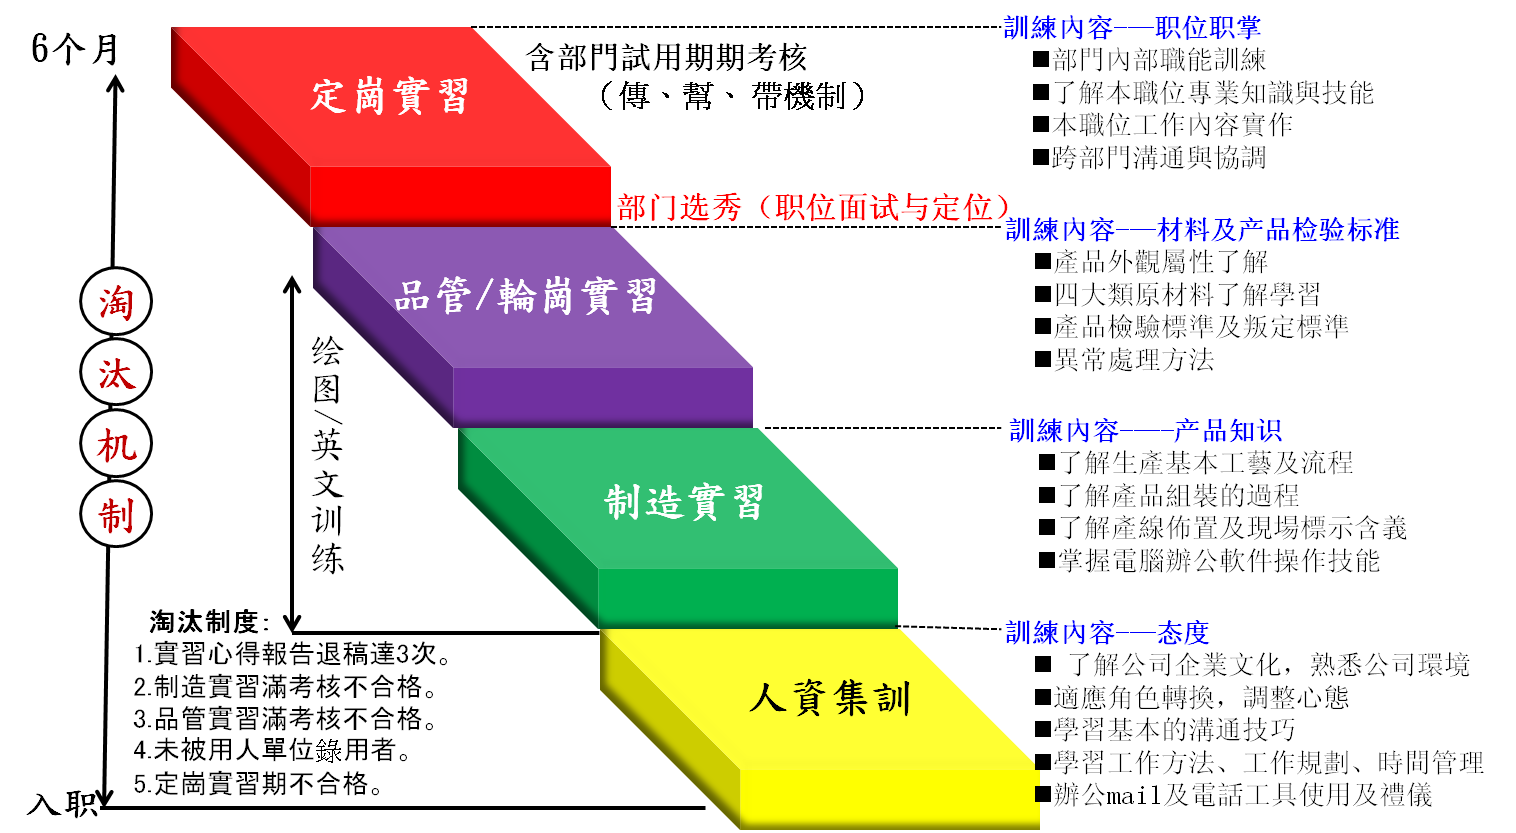 6个月
定崗實習
含部門試用期期考核
（傳、幫、帶機制）
訓練內容---职位职掌
■部門內部職能訓練
■了解本職位專業知識與技能
■本職位工作內容實作
■跨部門溝通與協調
部门选秀（职位面试与定位）
品管/輪崗實習
訓練內容---材料及产品检验标准
■產品外觀屬性了解
■四大類原材料了解學習
■產品檢驗標準及叛定標準
■異常處理方法
淘
汰
机
制
绘
图
/
英
文
训
练
制造實習
訓練內容----产品知识
■了解生產基本工藝及流程
■了解產品組裝的過程
■了解產線佈置及現場標示含義
■掌握電腦辦公軟件操作技能
淘汰制度:
1.實習心得報告退稿達3次。
2.制造實習滿考核不合格。
3.品管實習滿考核不合格。
4.未被用人單位錄用者。
5.定崗實習期不合格。
人資集訓
訓練內容---态度
■ 了解公司企業文化，熟悉公司環境
■適應角色轉換，調整心態
■學習基本的溝通技巧
■學習工作方法、工作規劃、時間管理
■辦公mail及電話工具使用及禮儀
入职